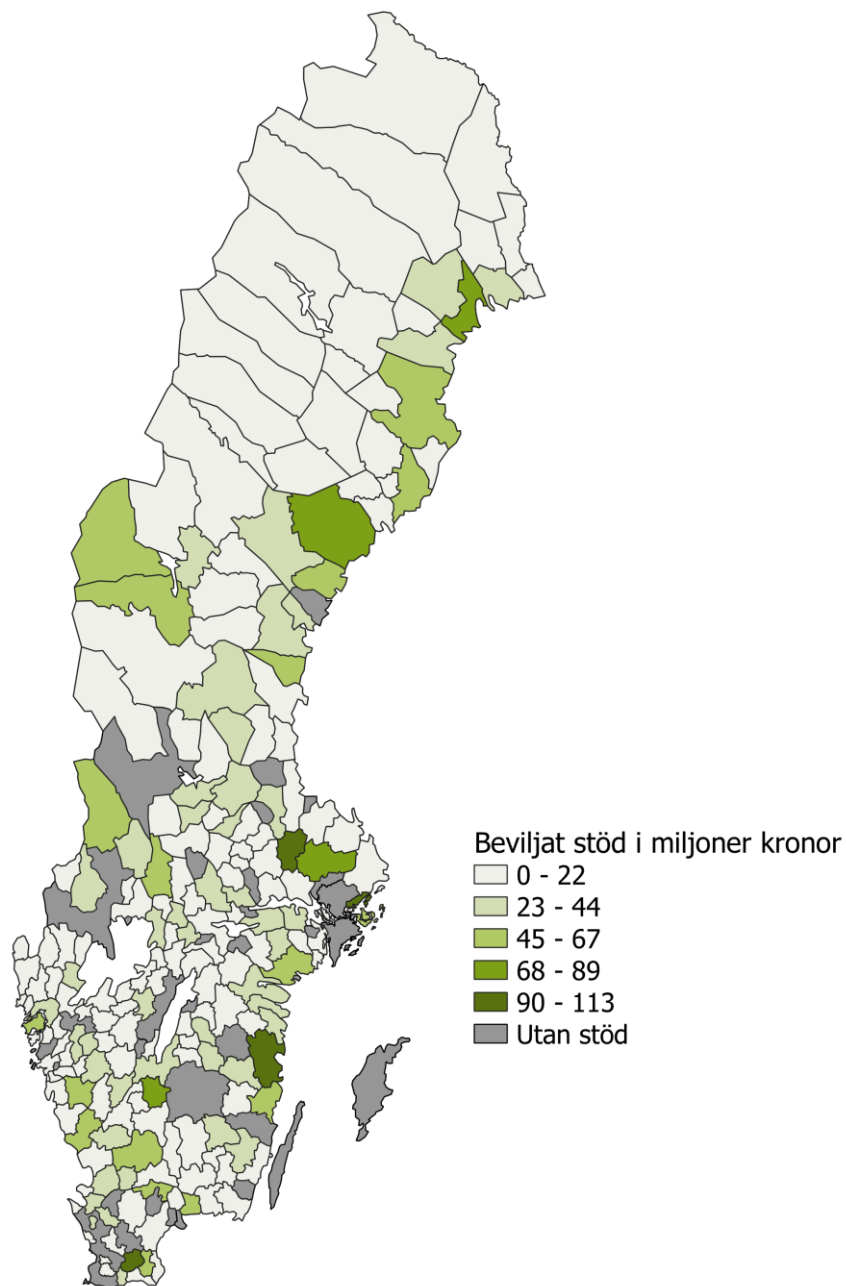 Beviljat stöd i miljoner kronor
0 - 22
23 - 44
45 - 67
68 - 89
90 - 113
Utan stöd